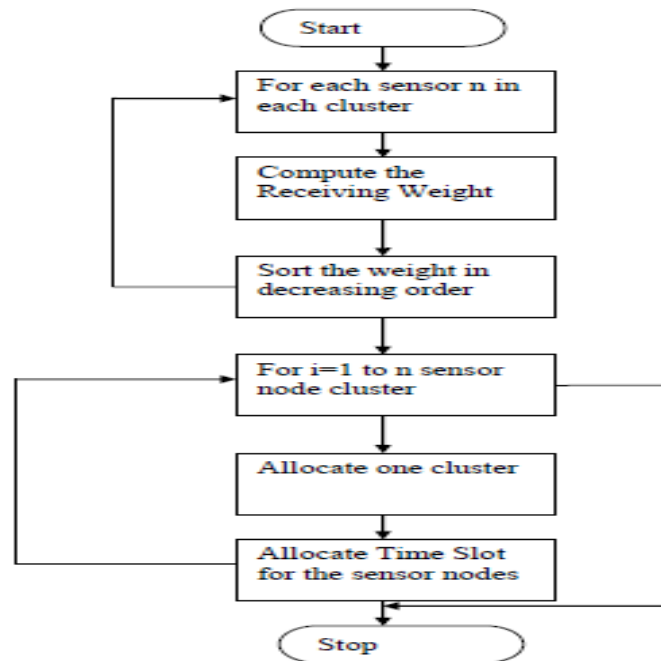 Start
For each sensor n in
each cluster
Compute the
Receiving Weight
Sort the weight in
decreasing order
For i=1 to n sensor
node cluster
Allocate one cluster
Allocate Time Slot
for the sensor nodes
Stop